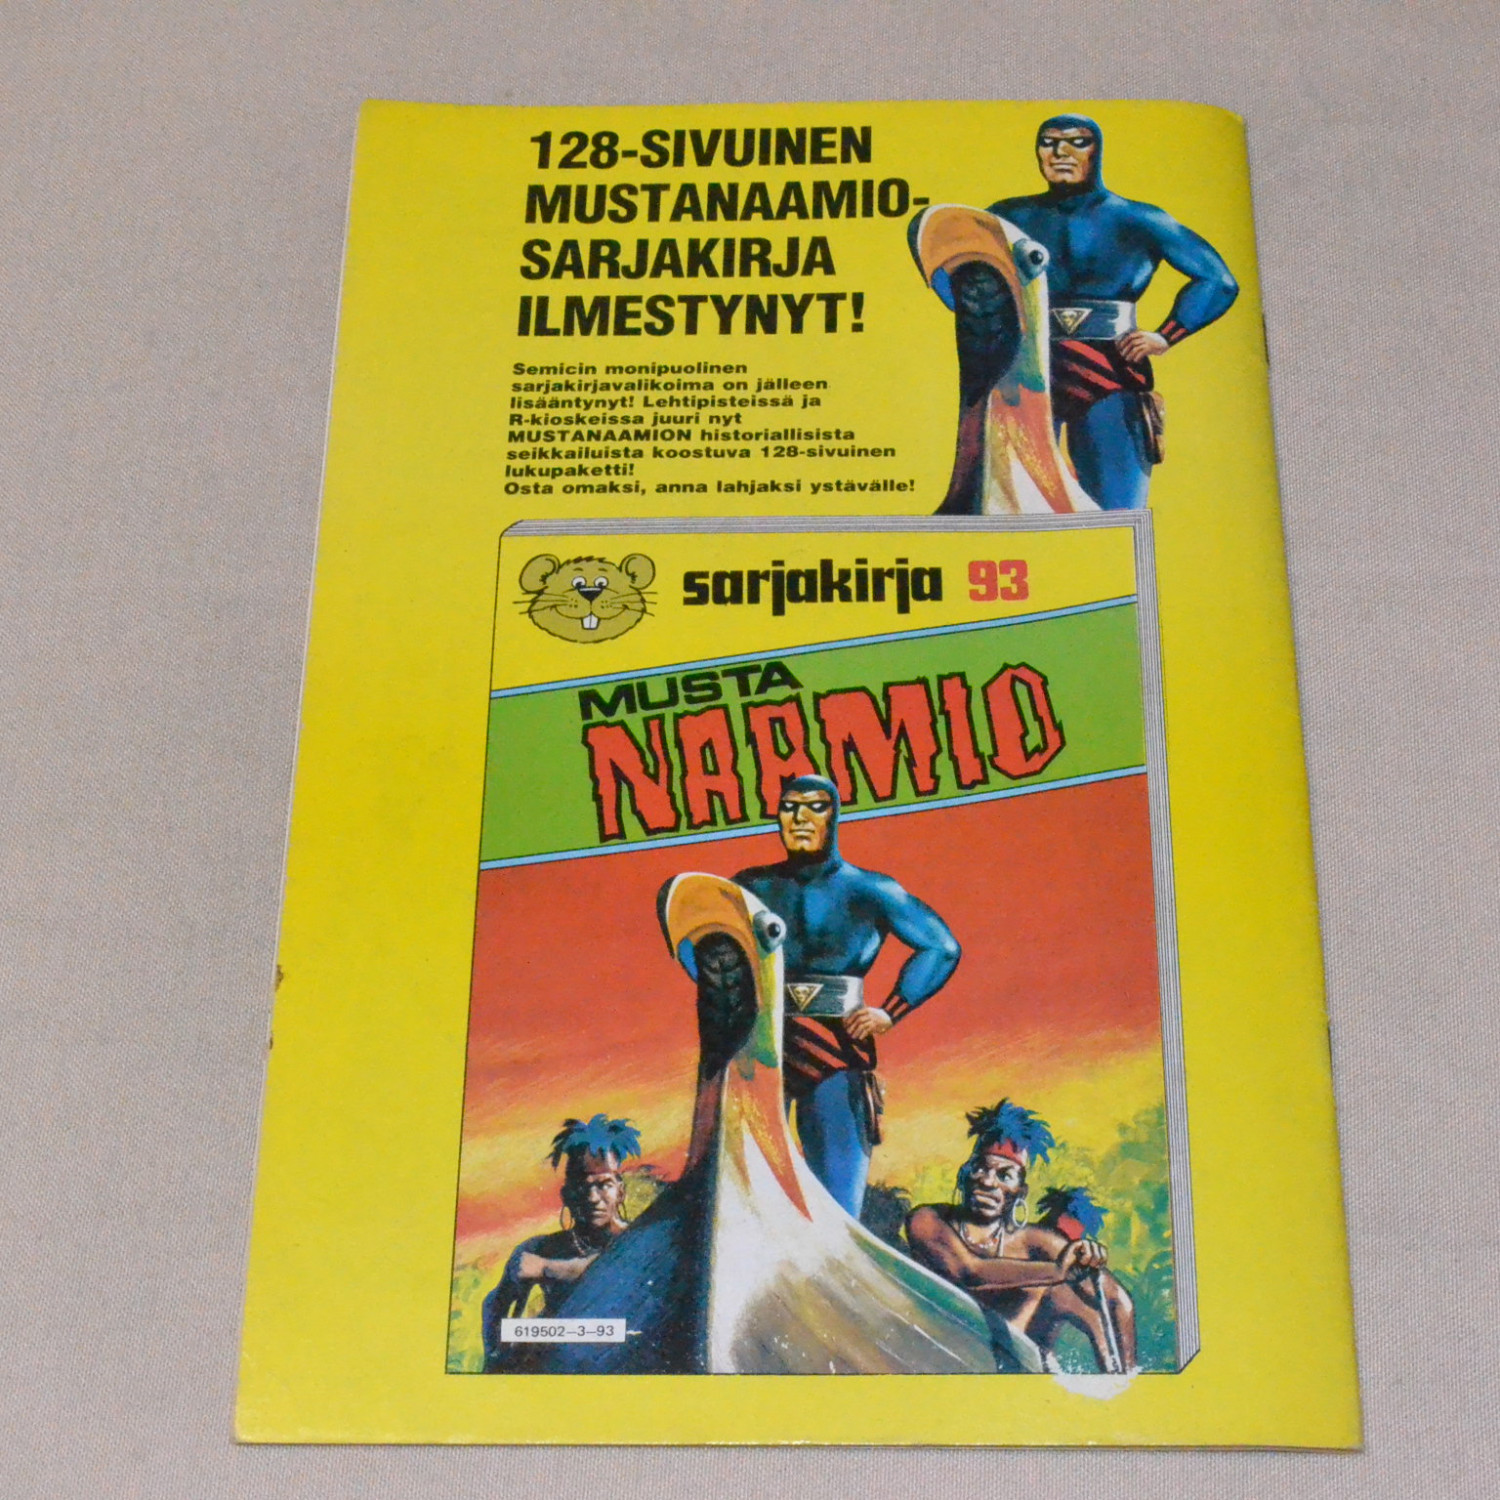 128-SIVUINEN
MUSTANAAMIO-
SARJAKIRJA
ILMESTYNYT!
Semicin monipuolinen
sarjakirjavalikoima on jälleen
lisääntynyt! Lehtipisteissä ja
R-kioskeissa juuri nyt
MUSTANAAMION historiallisista
seikkailuista koostuva 128-sivuinen
lukupaketti!
Osta omaksi, anna lahjaksi ystävälle!
sarjakirja 93
MUSTA
NAAMIO
619502-3-93